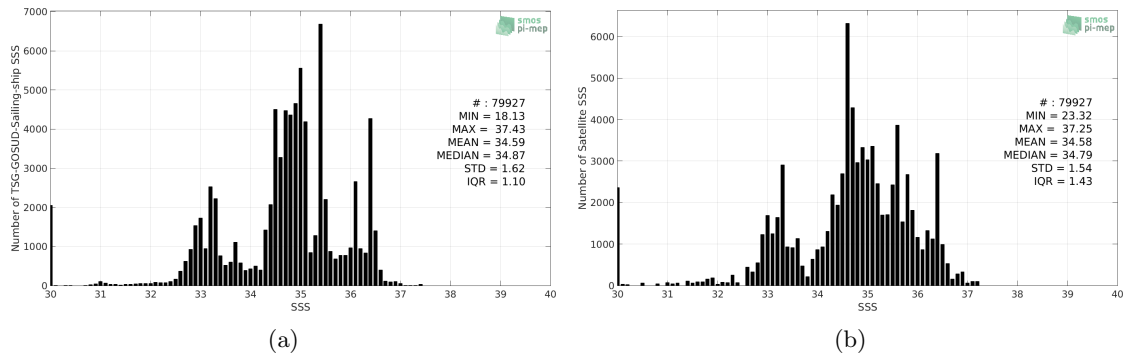 7000
6000
5000
4000
3000
2000
1000
0
Number of TSG-GOSUD-Sailing-ship SSS
smos
pi-mep
# : 79927
MIN = 18.13
MAX = 37.43
MEAN = 34.59
MEDIAN = 34.87
STD = 1.62
IQR = 1.10
30 31 32 33 34 35 36 37 38 39 40
SSS
(a)
6000
5000
4000
3000
2000
1000
0
Number of Satellite SSS
smos
pi-mep
# : 79927
MIN = 23.32
MAX = 37.25
MEAN = 34.58
MEDIAN = 34.79
STD = 1.54
IQR = 1.43
30 31 32 33 34 35 36 37 38 39 40
SSS
(b)